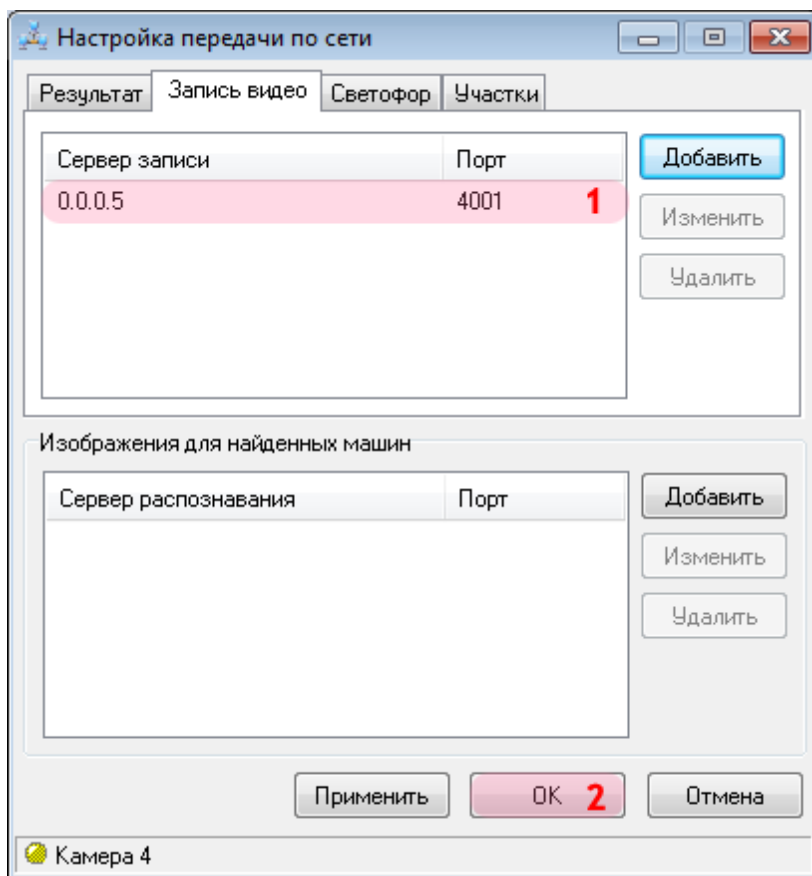 Настройка передачи по сети
Результат Запись видео Светофор Участки
Сервер записи Порт Добавить
0.0.0.5 4001 1
Изменить
Удалить
Изображения для найденных машин
Сервер распознавания Порт Добавить
Изменить
Удалить
Применить OK 2 Отмена
Камера 4